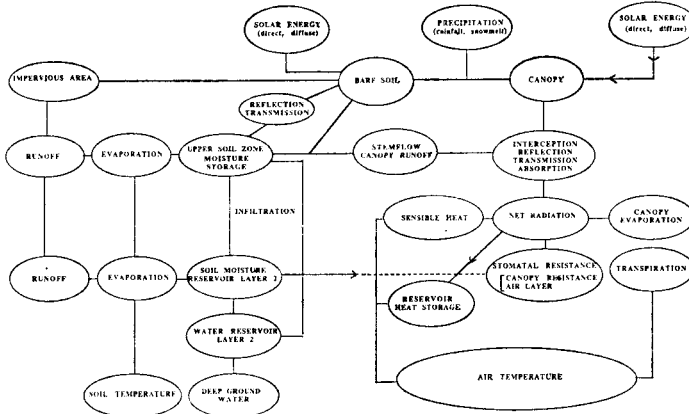 SOLAR ENERGY
(direct, diffuse)
PRECIPITATION
(rainfall, snowmelt)
SOLAR ENERGY
(direct, diffuse)
IMPERVIOUS AREA
BARE SOIL
CANOPY
REFLECTION
TRANSMISSION
RUNOFF
EVAPORATION
UPPER SOIL ZONE
MOISTURE
STORAGE
STEMFLOW
CANOPY RUNOFF
INTERCEPTION
REFLECTION
TRANSMISSION
ABSORPTION
INFILTRATION
SENSIBLE HEAT
NET RADIATION
CANOPY
EVAPORATION
RUNOFF
EVAPORATION
SOIL MOISTURE
RESERVOIR LAYER 1
STOMATAL RESISTANCE
CANOPY RESISTANCE
AIR LAYER
TRANSPIRATION
RESERVOIR
HEAT STORAGE
WATER RESERVOIR
LAYER 2
SOIL TEMPERATURE
DEEP GROUND
WATER
AIR TEMPERATURE